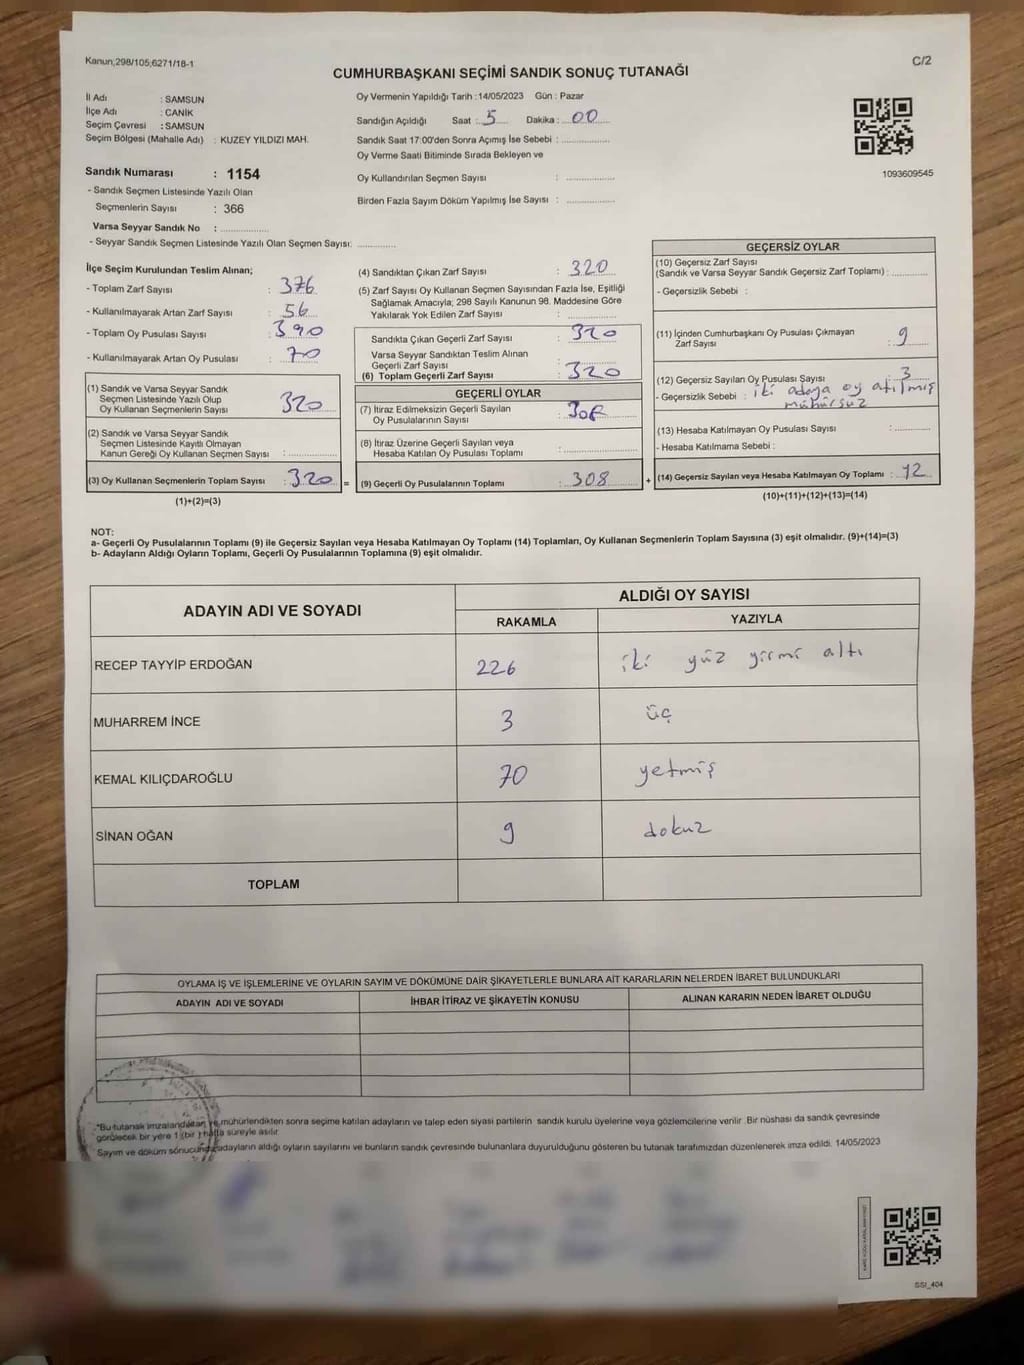 Kanun;298/105;6271/18-1
CUMHURBAŞKANI SEÇİMİ SANDIK SONUÇ TUTANAĞI
C/2
İl Adı : SAMSUN
İlçe Adı : CANİK
Seçim Çevresi : SAMSUN
Seçim Bölgesi (Mahalle Adı) : KUZEY YILDIZI MAH.
Sandık Numarası : 1154
- Sandık Seçmen Listesinde Yazılı Olan
Seçmenlerin Sayısı : 366
Varsa Seyyar Sandık No : ..............
- Seyyar Sandık Seçmen Listesinde Yazılı Olan Seçmen Sayısı: ............
Oy Vermenin Yapıldığı Tarih :14/05/2023 Gün : Pazar
Sandığın Açıldığı Saat : 5 Dakika : 00
Sandık Saat 17:00'den Sonra Açımış İse Sebebi : ..............
Oy Verme Saati Bitiminde Sırada Bekleyen ve
Oy Kullandırılan Seçmen Sayısı : ..............
Birden Fazla Sayım Döküm Yapılmış İse Sayısı : ..............
1093609545
İlçe Seçim Kurulundan Teslim Alınan;
- Toplam Zarf Sayısı : 376
- Kullanılmayarak Artan Zarf Sayısı : 56
- Toplam Oy Pusulası Sayısı : 390
- Kullanılmayarak Artan Oy Pusulası : 70
(1) Sandık ve Varsa Seyyar Sandık
Seçmen Listesinde Yazılı Olup
Oy Kullanan Seçmenlerin Sayısı : 320
(2) Sandık ve Varsa Seyyar Sandık
Seçmen Listesinde Kayıtlı Olmayan
Kanun Gereği Oy Kullanan Seçmen Sayısı : ..............
(3) Oy Kullanan Seçmenlerin Toplam Sayısı : 320 =
(1)+(2)=(3)
(4) Sandıktan Çıkan Zarf Sayısı : 320
(5) Zarf Sayısı Oy Kullanan Seçmen Sayısından Fazla İse, Eşitliği
Sağlamak Amacıyla; 298 Sayılı Kanunun 98. Maddesine Göre
Yakılarak Yok Edilen Zarf Sayısı : ..............
Sandıkta Çıkan Geçerli Zarf Sayısı : 320
Varsa Seyyar Sandıktan Teslim Alınan
Geçerli Zarf Sayısı : ..............
(6) Toplam Geçerli Zarf Sayısı : 320
GEÇERLİ OYLAR
(7) İtiraz Edilmeksizin Geçerli Sayılan
Oy Pusulalarının Sayısı : 308
(8) İtiraz Üzerine Geçerli Sayılan veya
Hesaba Katılan Oy Pusulası Toplamı : ..............
(9) Geçerli Oy Pusulalarının Toplamı : 308 +
GEÇERSİZ OYLAR
(10) Geçersiz Zarf Sayısı
(Sandık ve Varsa Seyyar Sandık Geçersiz Zarf Toplamı) : ............
- Geçersizlik Sebebi :
(11) İçinden Cumhurbaşkanı Oy Pusulası Çıkmayan
Zarf Sayısı : 9
(12) Geçersiz Sayılan Oy Pusulası Sayısı : 3
- Geçersizlik Sebebi : iki adaya oy atılmış
mühürsüz
(13) Hesaba Katılmayan Oy Pusulası Sayısı : ............
- Hesaba Katılmama Sebebi :
(14) Geçersiz Sayılan veya Hesaba Katılmayan Oy Toplamı : 12
(10)+(11)+(12)+(13)=(14)
NOT:
a- Geçerli Oy Pusulalarının Toplamı (9) ile Geçersiz Sayılan veya Hesaba Katılmayan Oy Toplamı (14) Toplamları, Oy Kullanan Seçmenlerin Toplam Sayısına (3) eşit olmalıdır. (9)+(14)=(3)
b- Adayların Aldığı Oyların Toplamı, Geçerli Oy Pusulalarının Toplamına (9) eşit olmalıdır.
ADAYIN ADI VE SOYADI ALDIĞI OY SAYISI
RAKAMLA YAZIYLA
RECEP TAYYİP ERDOĞAN 226 iki yüz yirmi altı
MUHARREM İNCE 3 üç
KEMAL KILIÇDAROĞLU 70 yetmiş
SİNAN OĞAN 9 dokuz
TOPLAM
OYLAMA İŞ VE İŞLEMLERİNE VE OYLARIN SAYIM VE DÖKÜMÜNE DAİR ŞİKAYETLERLE BUNLARA AİT KARARLARIN NELERDEN İBARET BULUNDUKLARI
ADAYIN ADI VE SOYADI İHBAR İTİRAZ VE ŞİKAYETİN KONUSU ALINAN KARARIN NEDEN İBARET OLDUĞU
"Bu tutanak imzalandıktan ve mühürlendikten sonra seçime katılan adayların ve talep eden siyasi partilerin sandık kurulu üyelerine veya gözlemcilerine verilir. Bir nüshası da sandık çevresinde
görülecek bir yere 1 (bir ) hafta süreyle asılır.
Sayım ve döküm sonucunda adayların aldığı oyların sayılarını ve bunların sandık çevresinde bulunanlara duyurulduğunu gösteren bu tutanak tarafımızdan düzenlenerek imza edildi. 14/05/2023
SSI_404